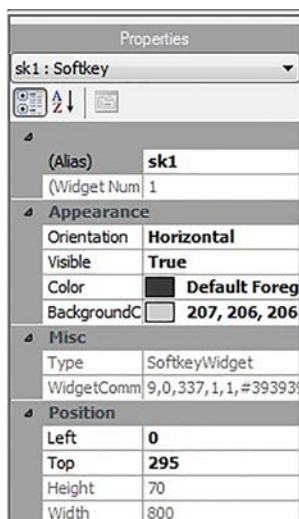 Properties
sk1 : Softkey
(Alias) sk1
(Widget Num 1
Appearance
Orientation Horizontal
Visible True
Color Default Foreg
BackgroundC 207, 206, 206
Misc
Type SoftkeyWidget
WidgetComm 9,0,337,1,1,#393939
Position
Left 0
Top 295
Height 70
Width 800